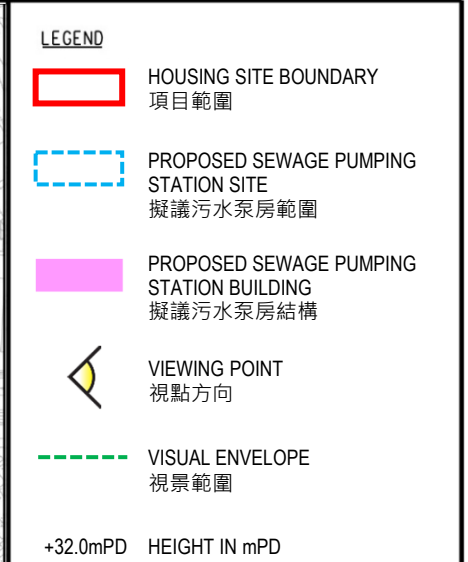 LEGEND
HOUSING SITE BOUNDARY
項目範圍
PROPOSED SEWAGE PUMPING
STATION SITE
擬議污水泵房範圍
PROPOSED SEWAGE PUMPING
STATION BUILDING
擬議污水泵房結構
VIEWING POINT
視點方向
VISUAL ENVELOPE
視景範圍
+32.0mPD HEIGHT IN mPD